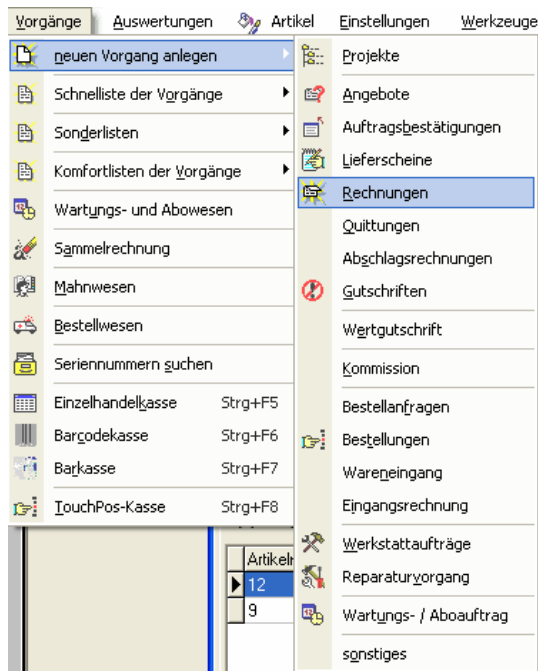 Vorgänge Auswertungen Artikel Einstellungen Werkzeuge
neuen Vorgang anlegen
Schnelliste der Vorgänge
Sonderlisten
Komfortlisten der Vorgänge
Wartungs- und Abowesen
Sammelrechnung
Mahnwesen
Bestellwesen
Seriennummern suchen
Einzelhandelkasse Strg+F5
Barcodekasse Strg+F6
Barkasse Strg+F7
TouchPos-Kasse Strg+F8
Projekte
Angebote
Auftragsbestätigungen
Lieferscheine
Rechnungen
Quittungen
Abschlagsrechnungen
Gutschriften
Wertgutschrift
Kommission
Bestellanfragen
Bestellungen
Wareneingang
Eingangsrechnung
Werkstattaufträge
Reparaturvorgang
Wartungs- / Aboauftrag
sonstiges
12
9